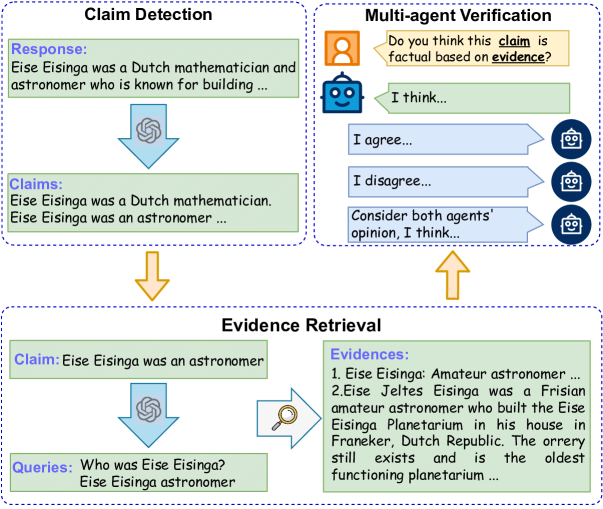 Claim Detection
Response:
Eise Eisinga was a Dutch mathematician and
astronomer who is known for building ...
Claims:
Eise Eisinga was a Dutch mathematician.
Eise Eisinga was an astronomer ...
Multi-agent Verification
Do you think this claim is
factual based on evidence?
I think...
I agree...
I disagree...
Consider both agents'
opinion, I think...
Evidence Retrieval
Claim: Eise Eisinga was an astronomer
Queries: Who was Eise Eisinga?
Eise Eisinga astronomer
Evidences:
1. Eise Eisinga: Amateur astronomer ...
2.Eise Jeltes Eisinga was a Frisian
amateur astronomer who built the Eise
Eisinga Planetarium in his house in
Franeker, Dutch Republic. The orrery
still exists and is the oldest
functioning planetarium ...